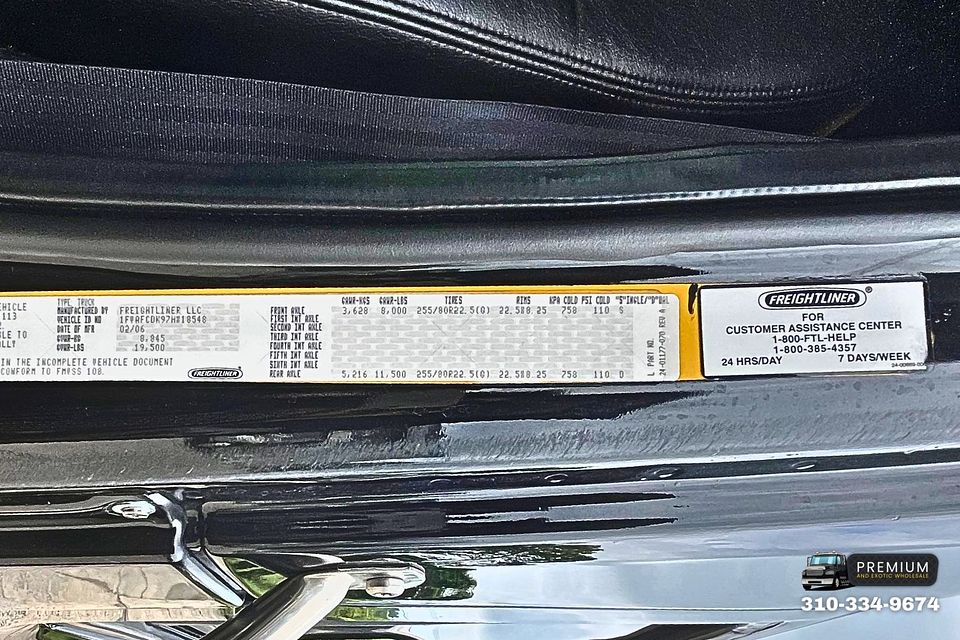 EHICLE
113
LE TO
LLY
IN THE INCOMPLETE VEHICLE DOCUMENT
CONFORM TO FMVSS 108.
TYPE TRUCK
MANUFACTURED BY FREIGHTLINER LLC
VEHICLE ID NO
DATE OF MFR 02/06
GVWR-KG 8,845
GVWR-LBS 19,500
FREIGHTLINER
GAWR-KGS GAWR-LBS TIRES RIMS KPA COLD PSI COLD "S"INGLE/"D"UAL
FRONT AXLE 3,628 8,000 255/80R22.5(G) 22.5X8.25 758 110 S
FIRST INT AXLE
SECOND INT AXLE
THIRD INT AXLE
FOURTH INT AXLE
FIFTH INT AXLE
SIXTH INT AXLE
REAR AXLE 5,216 11,500 255/80R22.5(G) 22.5X8.25 758 110 D
L PART NO.
24-01177-070 REV A
FREIGHTLINER®
FOR
CUSTOMER ASSISTANCE CENTER
1-800-FTL-HELP
1-800-385-4357
24 HRS/DAY 7 DAYS/WEEK
PREMIUM
AND EXOTIC WHOLESALE
310-334-9674